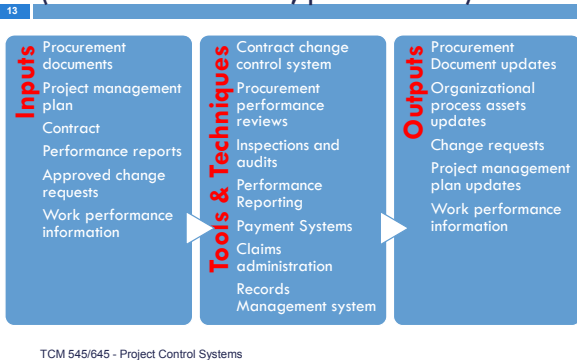 13
Inputs
Procurement
documents
Project management
plan
Contract
Performance reports
Approved change
requests
Work performance
information
Tools & Techniques
Contract change
control system
Procurement
performance
reviews
Inspections and
audits
Performance
Reporting
Payment Systems
Claims
administration
Records
Management system
Outputs
Procurement
Document updates
Organizational
process assets
updates
Change requests
Project management
plan updates
Work performance
information
TCM 545/645 - Project Control Systems